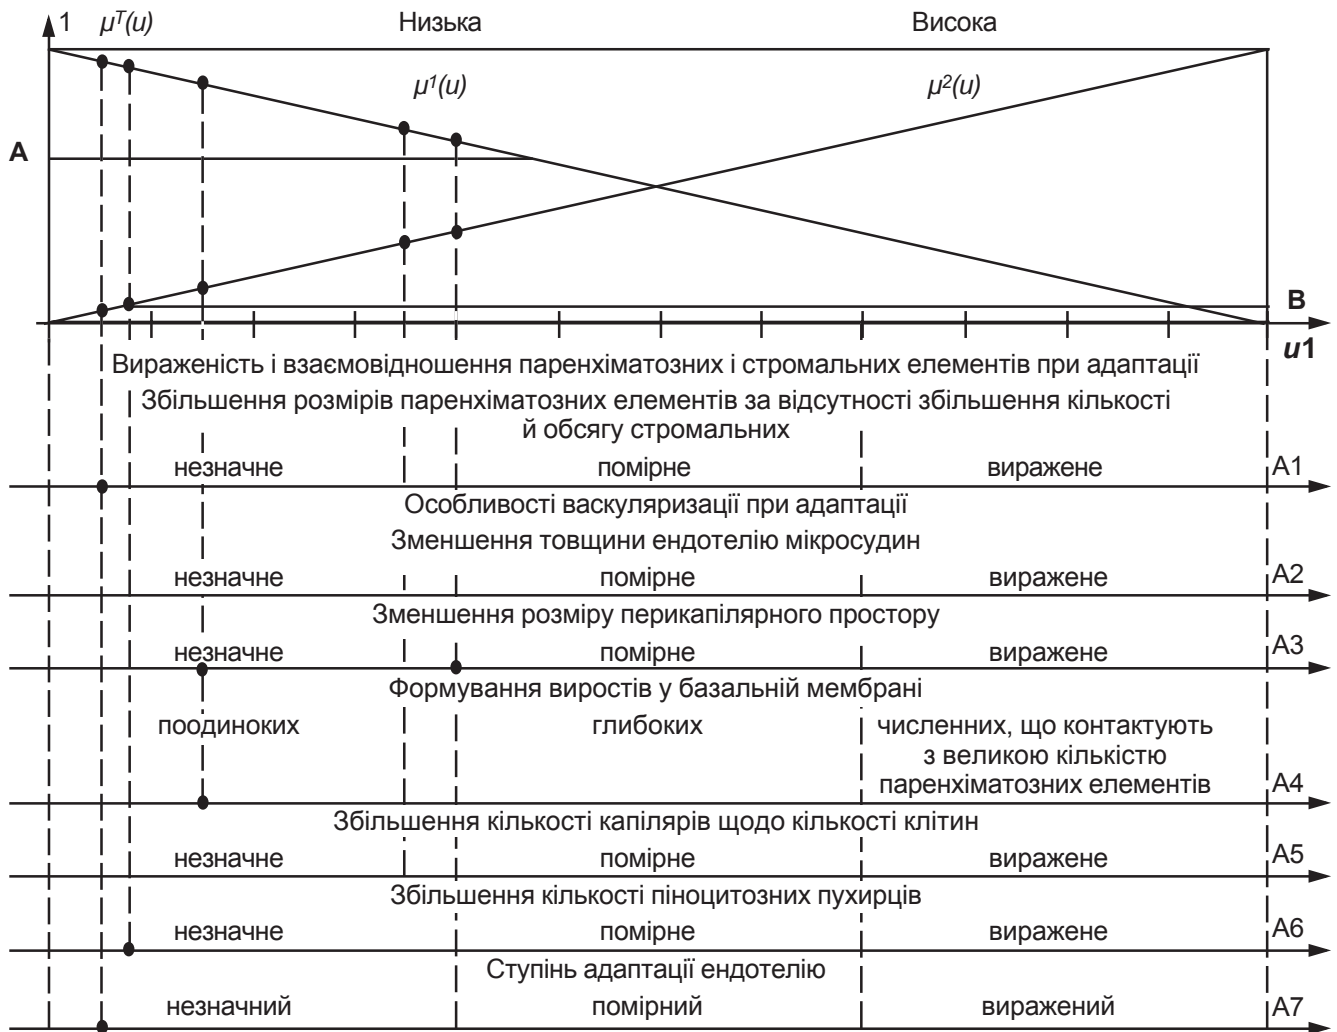 1 μᵀ(u) Низька Висока
μ¹(u) μ²(u)
A
B
u1
Вираженість і взаємовідношення паренхіматозних і стромальних елементів при адаптації
Збільшення розмірів паренхіматозних елементів за відсутності збільшення кількості
й обсягу стромальних
незначне помірне виражене A1
Особливості васкуляризації при адаптації
Зменшення товщини ендотелію мікросудин
незначне помірне виражене A2
Зменшення розміру перикапілярного простору
незначне помірне виражене A3
Формування виростів у базальній мембрані
поодиноких глибоких численних, що контактують
з великою кількістю
паренхіматозних елементів A4
Збільшення кількості капілярів щодо кількості клітин
незначне помірне виражене A5
Збільшення кількості піноцитозних пухирців
незначне помірне виражене A6
Ступінь адаптації ендотелію
незначний помірний виражений A7